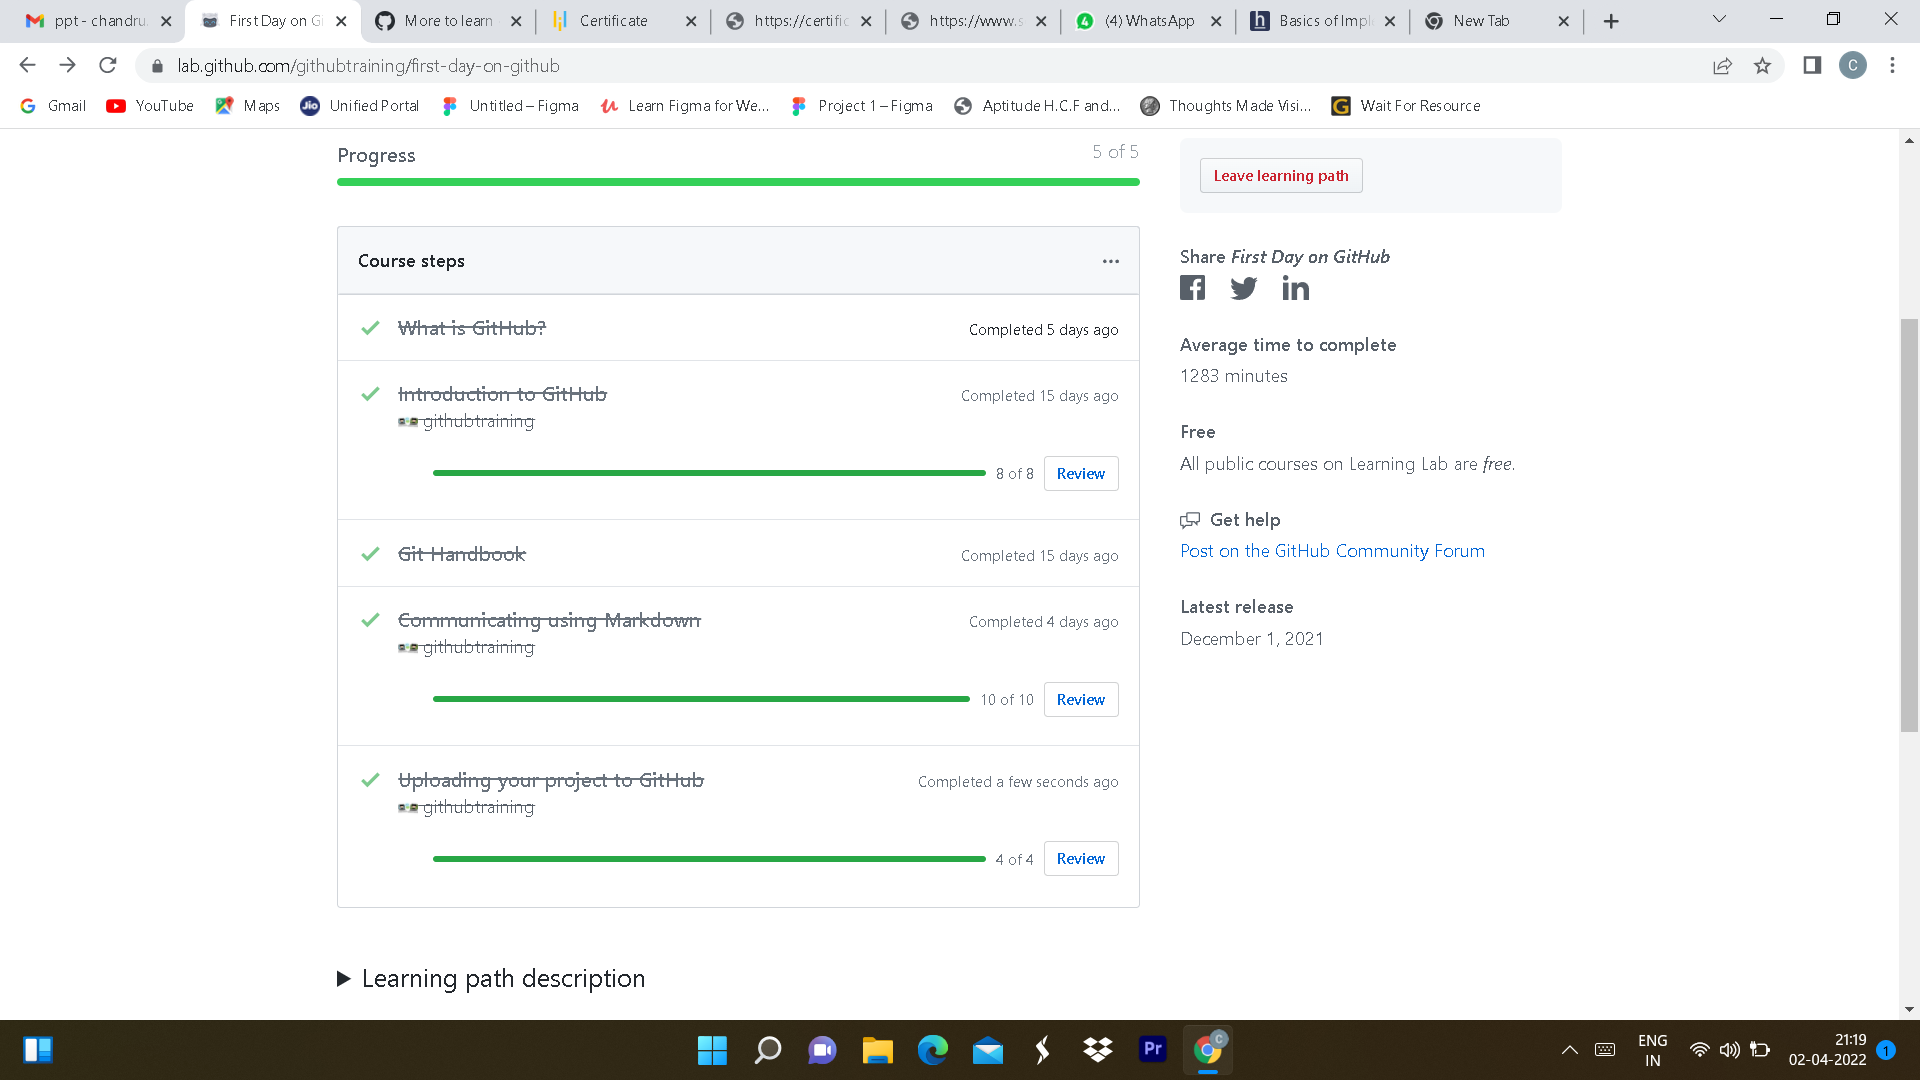 ppt - chandru.
First Day on Gi
More to learn
Certificate
https://certific
https://www.s
(4) WhatsApp
Basics of Impl
New Tab
lab.github.com/githubtraining/first-day-on-github
C
Gmail
YouTube
Maps
Jio
Unified Portal
Untitled – Figma
Learn Figma for We...
Project 1 – Figma
Aptitude H.C.F and...
Thoughts Made Visi...
Wait For Resource
Progress
5 of 5
Course steps
What is GitHub?
Completed 5 days ago
Introduction to GitHub
Completed 15 days ago
githubtraining
8 of 8
Review
Git Handbook
Completed 15 days ago
Communicating using Markdown
Completed 4 days ago
githubtraining
10 of 10
Review
Uploading your project to GitHub
Completed a few seconds ago
githubtraining
4 of 4
Review
Learning path description
Leave learning path
Share First Day on GitHub
Average time to complete
1283 minutes
Free
All public courses on Learning Lab are free.
Get help
Post on the GitHub Community Forum
Latest release
December 1, 2021
Pr
C
ENG
IN
21:19
02-04-2022
1